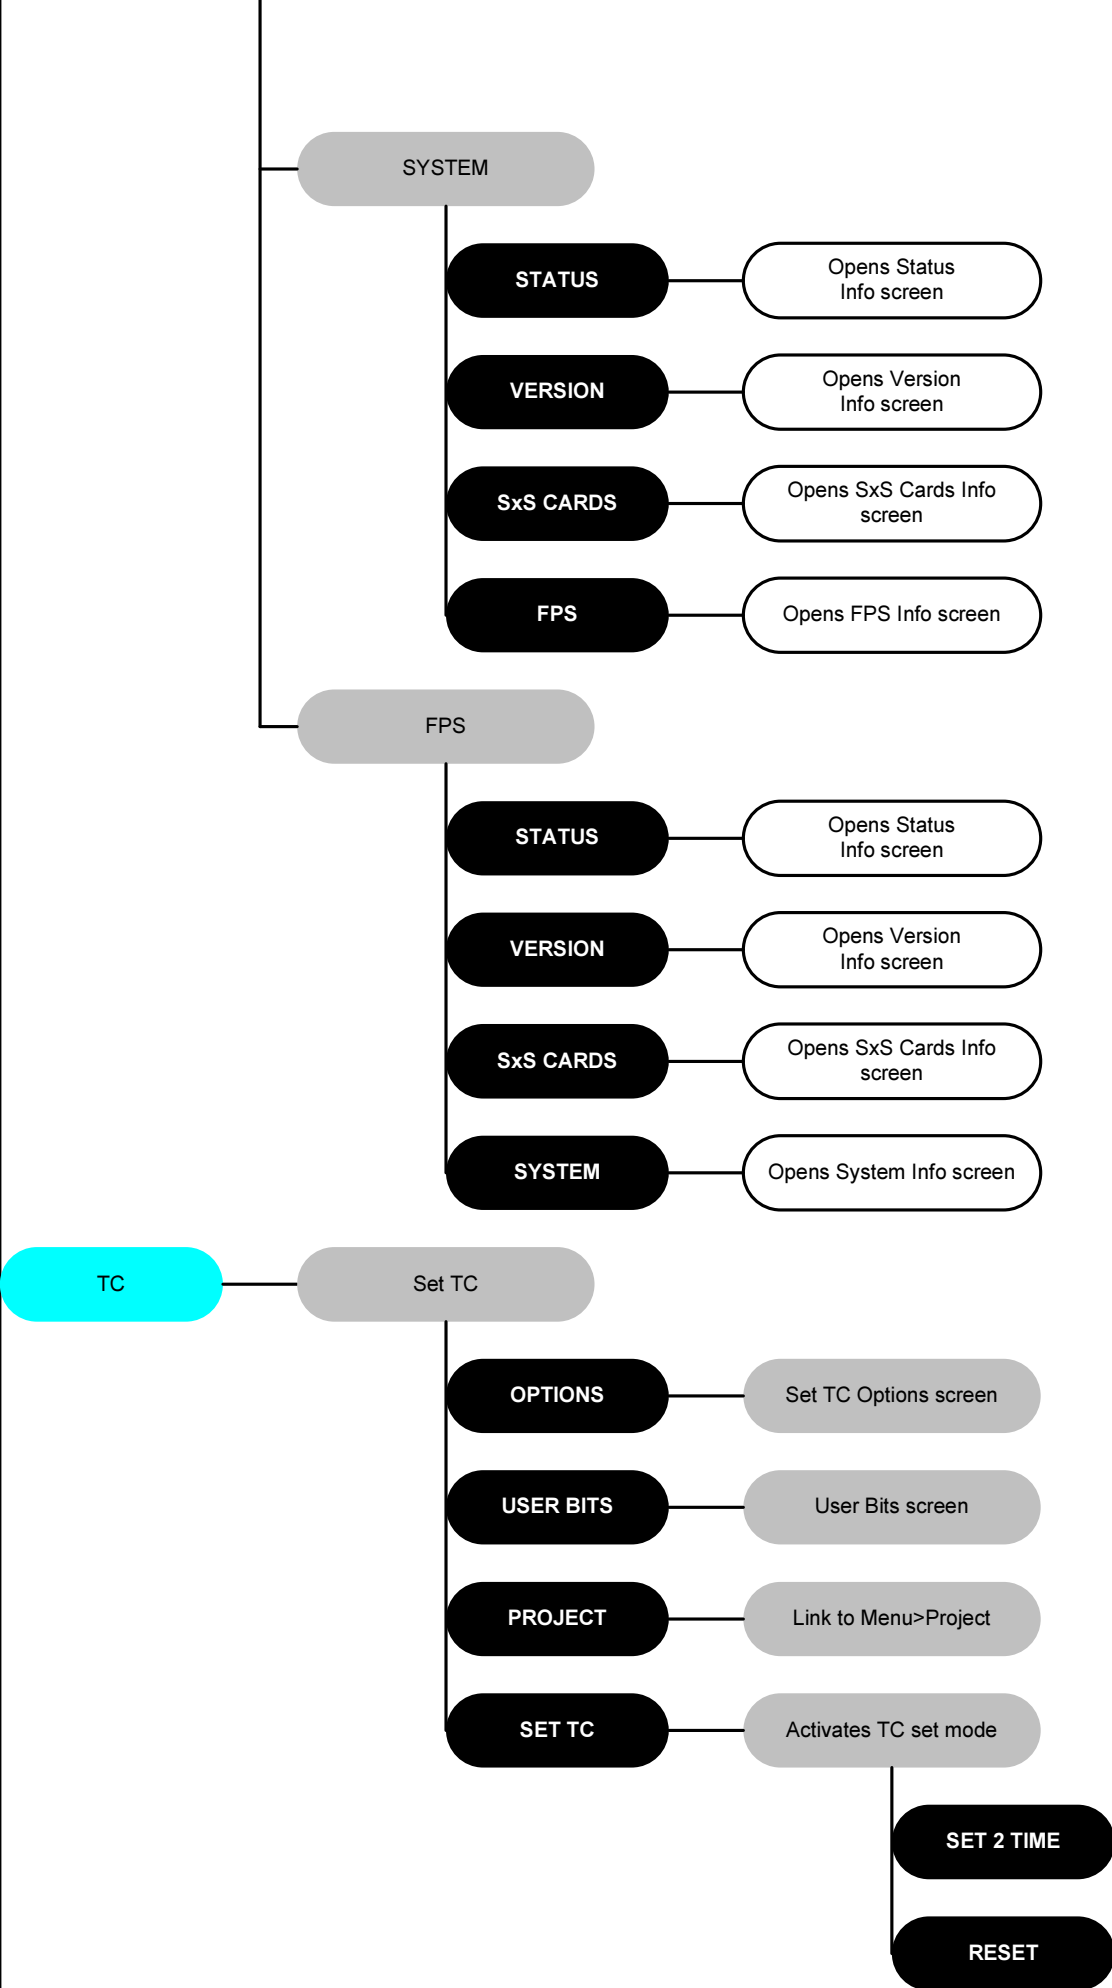 SYSTEM
STATUS
Opens Status
Info screen
VERSION
Opens Version
Info screen
SxS CARDS
Opens SxS Cards Info
screen
FPS
Opens FPS Info screen
FPS
STATUS
Opens Status
Info screen
VERSION
Opens Version
Info screen
SxS CARDS
Opens SxS Cards Info
screen
SYSTEM
Opens System Info screen
TC
Set TC
OPTIONS
Set TC Options screen
USER BITS
User Bits screen
PROJECT
Link to Menu>Project
SET TC
Activates TC set mode
SET 2 TIME
RESET